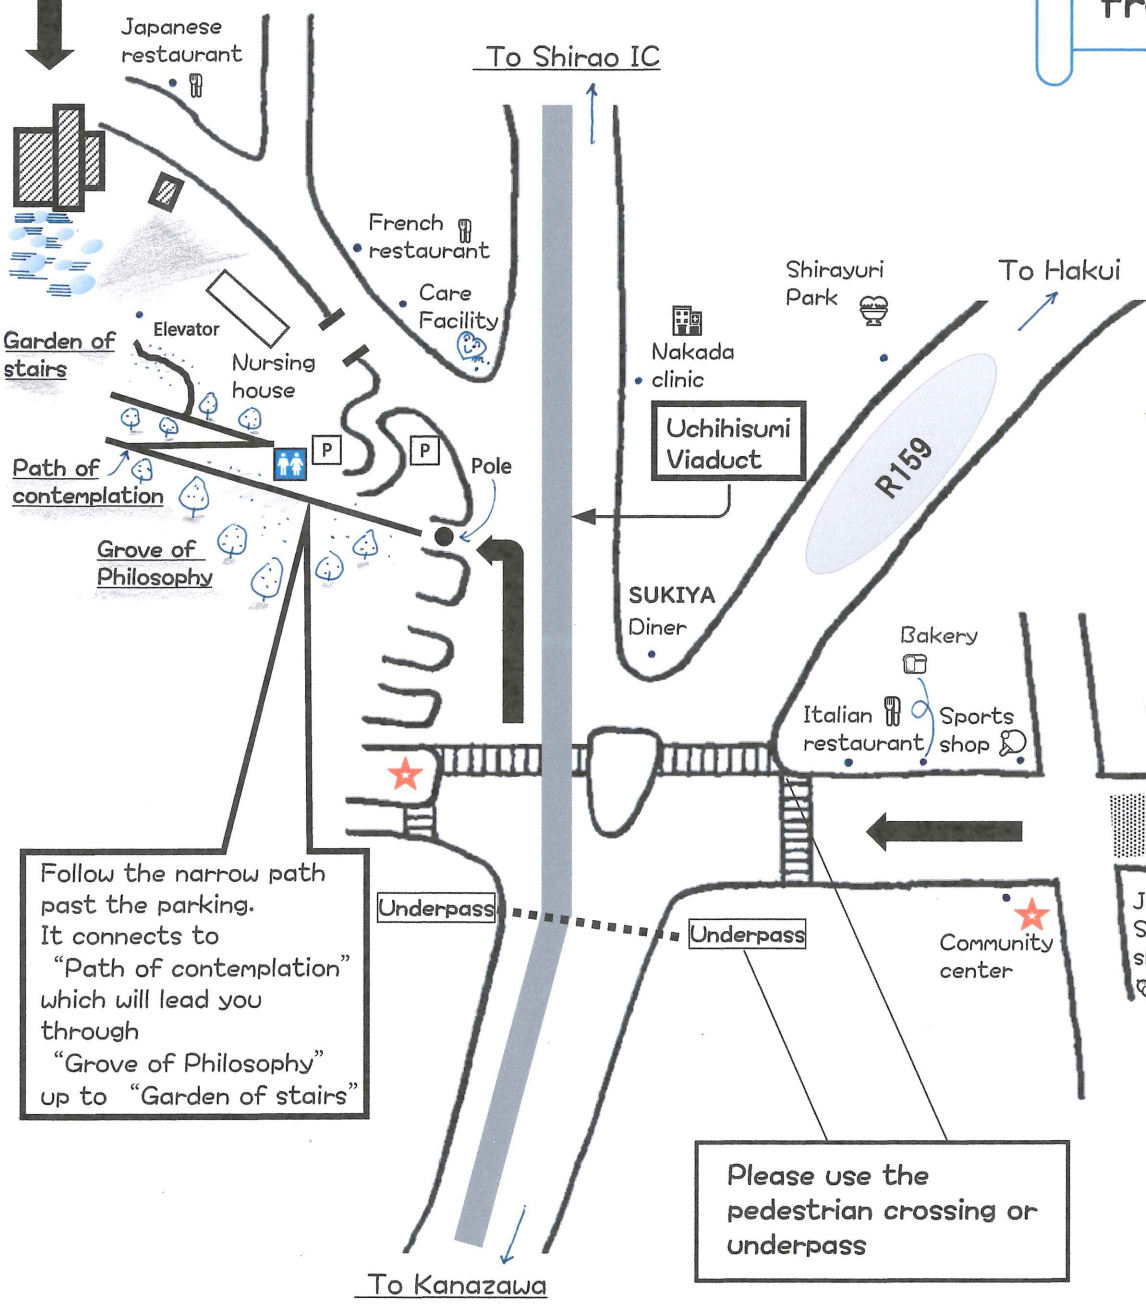 Tr
Japanese
restaurant
To Shirao IC
French
restaurant
Care
Facility
Shirayuri
Park
To Hakui
Elevator
Garden of
stairs
Nursing
house
Nakada
clinic
Uchihisumi
Viaduct
P
P
Pole
Path of
contemplation
R159
Grove of
Philosophy
SUKIYA
Diner
Bakery
Italian
restaurant
Sports
shop
Follow the narrow path
past the parking.
It connects to
“Path of contemplation”
which will lead you
through
“Grove of Philosophy”
up to “Garden of stairs”
Underpass
Underpass
Community
center
J
S
Please use the
pedestrian crossing or
underpass
To Kanazawa